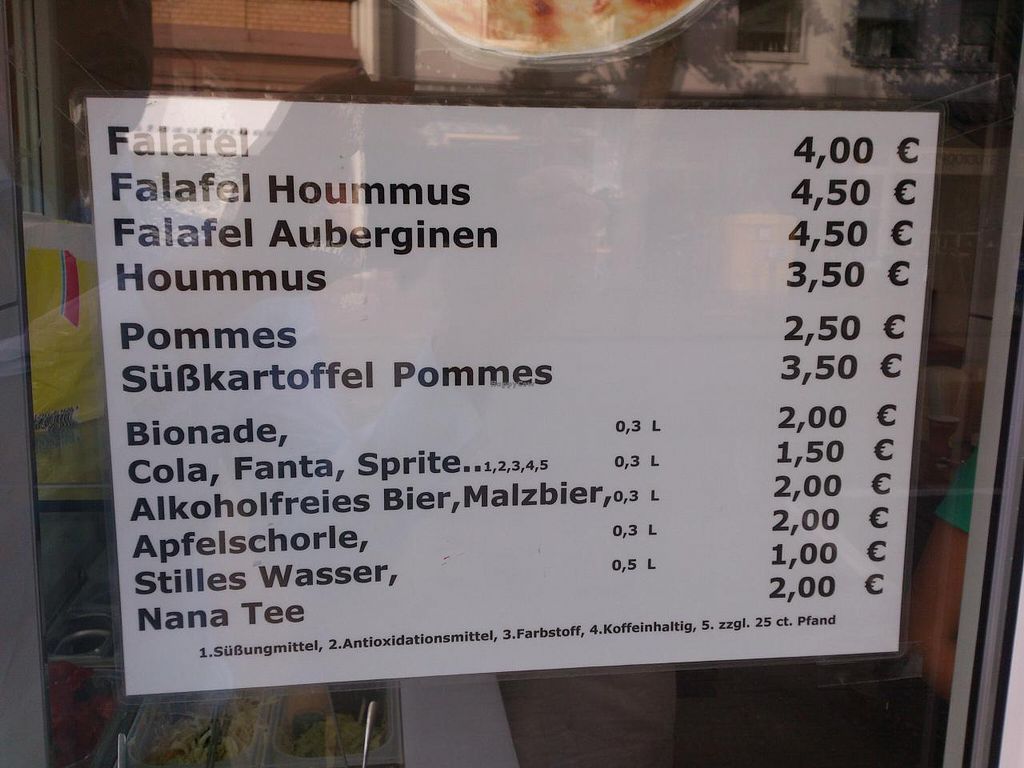 Falafel 4,00 €
Falafel Hoummus 4,50 €
Falafel Auberginen 4,50 €
Hoummus 3,50 €
Pommes 2,50 €
Süßkartoffel Pommes 3,50 €
Bionade, 0,3 L 2,00 €
Cola, Fanta, Sprite..1,2,3,4,5 0,3 L 1,50 €
Alkoholfreies Bier,Malzbier,0,3 L 2,00 €
Apfelschorle, 0,3 L 2,00 €
Stilles Wasser, 0,5 L 1,00 €
Nana Tee 2,00 €
1.Süßungmittel, 2.Antioxidationsmittel, 3.Farbstoff, 4.Koffeinhaltig, 5. zzgl. 25 ct. Pfand